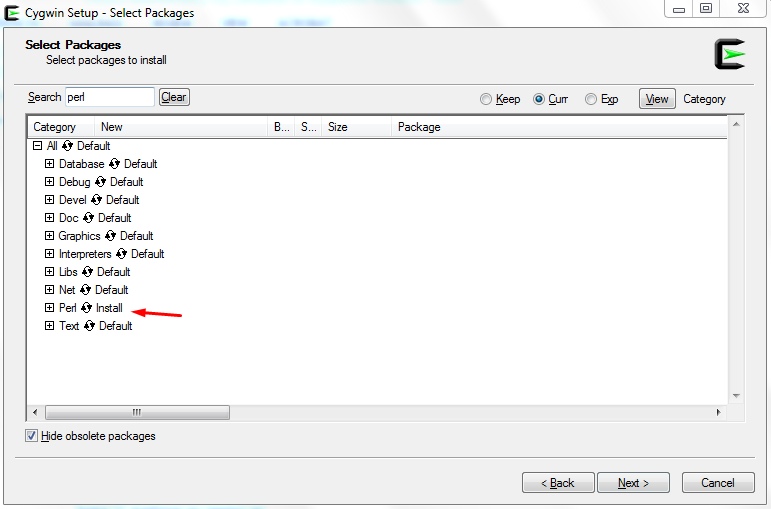 Cygwin Setup - Select Packages
Select Packages
Select packages to install
Search perl Clear Keep Curr Exp View Category
Category New B... S... Size Package
All Default
Database Default
Debug Default
Devel Default
Doc Default
Graphics Default
Interpreters Default
Libs Default
Net Default
Perl Install
Text Default
Hide obsolete packages
< Back Next > Cancel